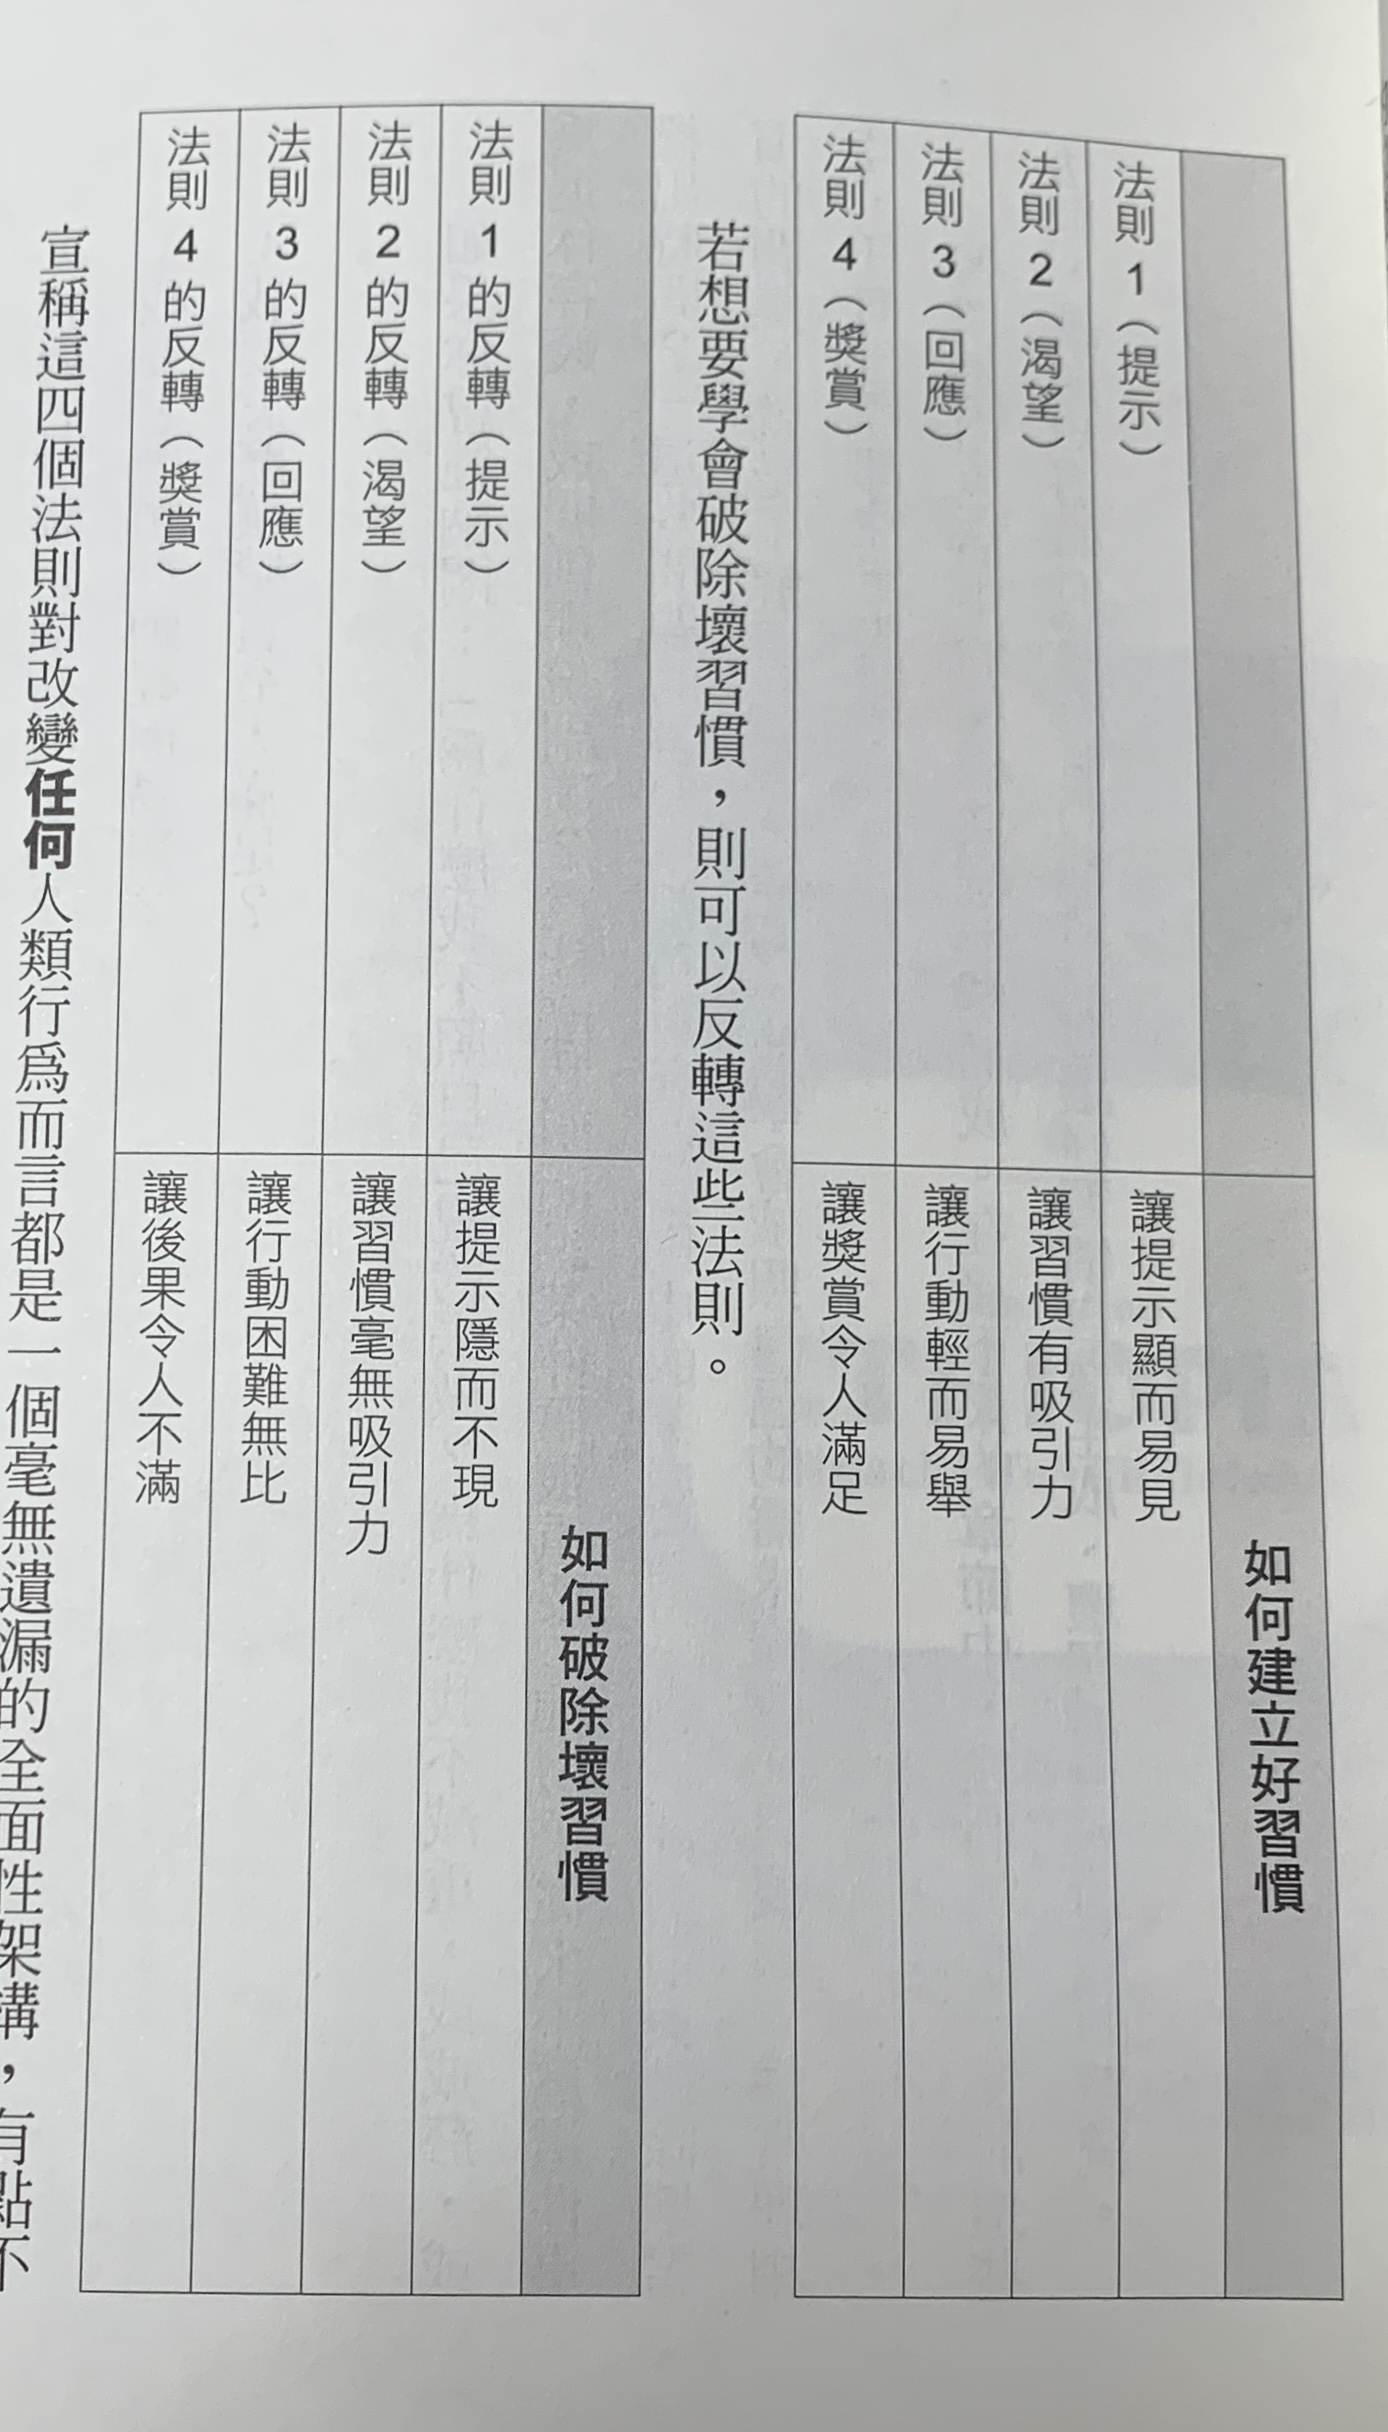 如何建立好習慣
法則1（提示） 讓提示顯而易見
法則2（渴望） 讓習慣有吸引力
法則3（回應） 讓行動輕而易舉
法則4（獎賞） 讓獎賞令人滿足
若想要學會破除壞習慣，則可以反轉這些法則。
如何破除壞習慣
法則1的反轉（提示） 讓提示隱而不現
法則2的反轉（渴望） 讓習慣毫無吸引力
法則3的反轉（回應） 讓行動困難無比
法則4的反轉（獎賞） 讓後果令人不滿
宣稱這四個法則對改變任何人類行爲而言都是一個毫無遺漏的全面性架構，有點不